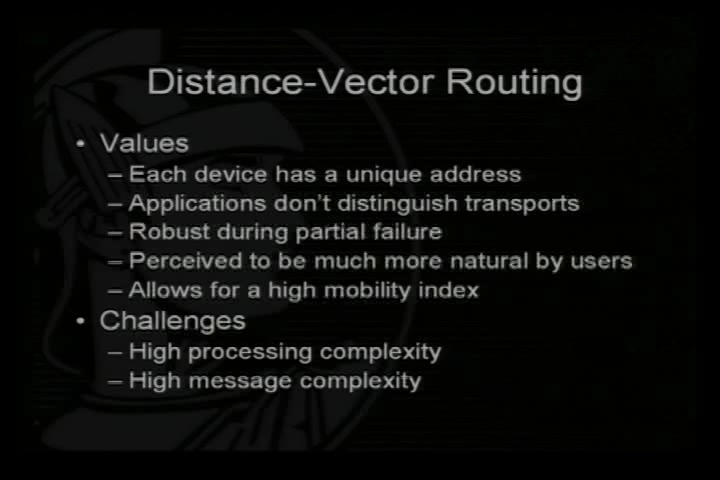 Distance-Vector Routing
• Values
– Each device has a unique address
– Applications don't distinguish transports
– Robust during partial failure
– Perceived to be much more natural by users
– Allows for a high mobility index
• Challenges
– High processing complexity
– High message complexity